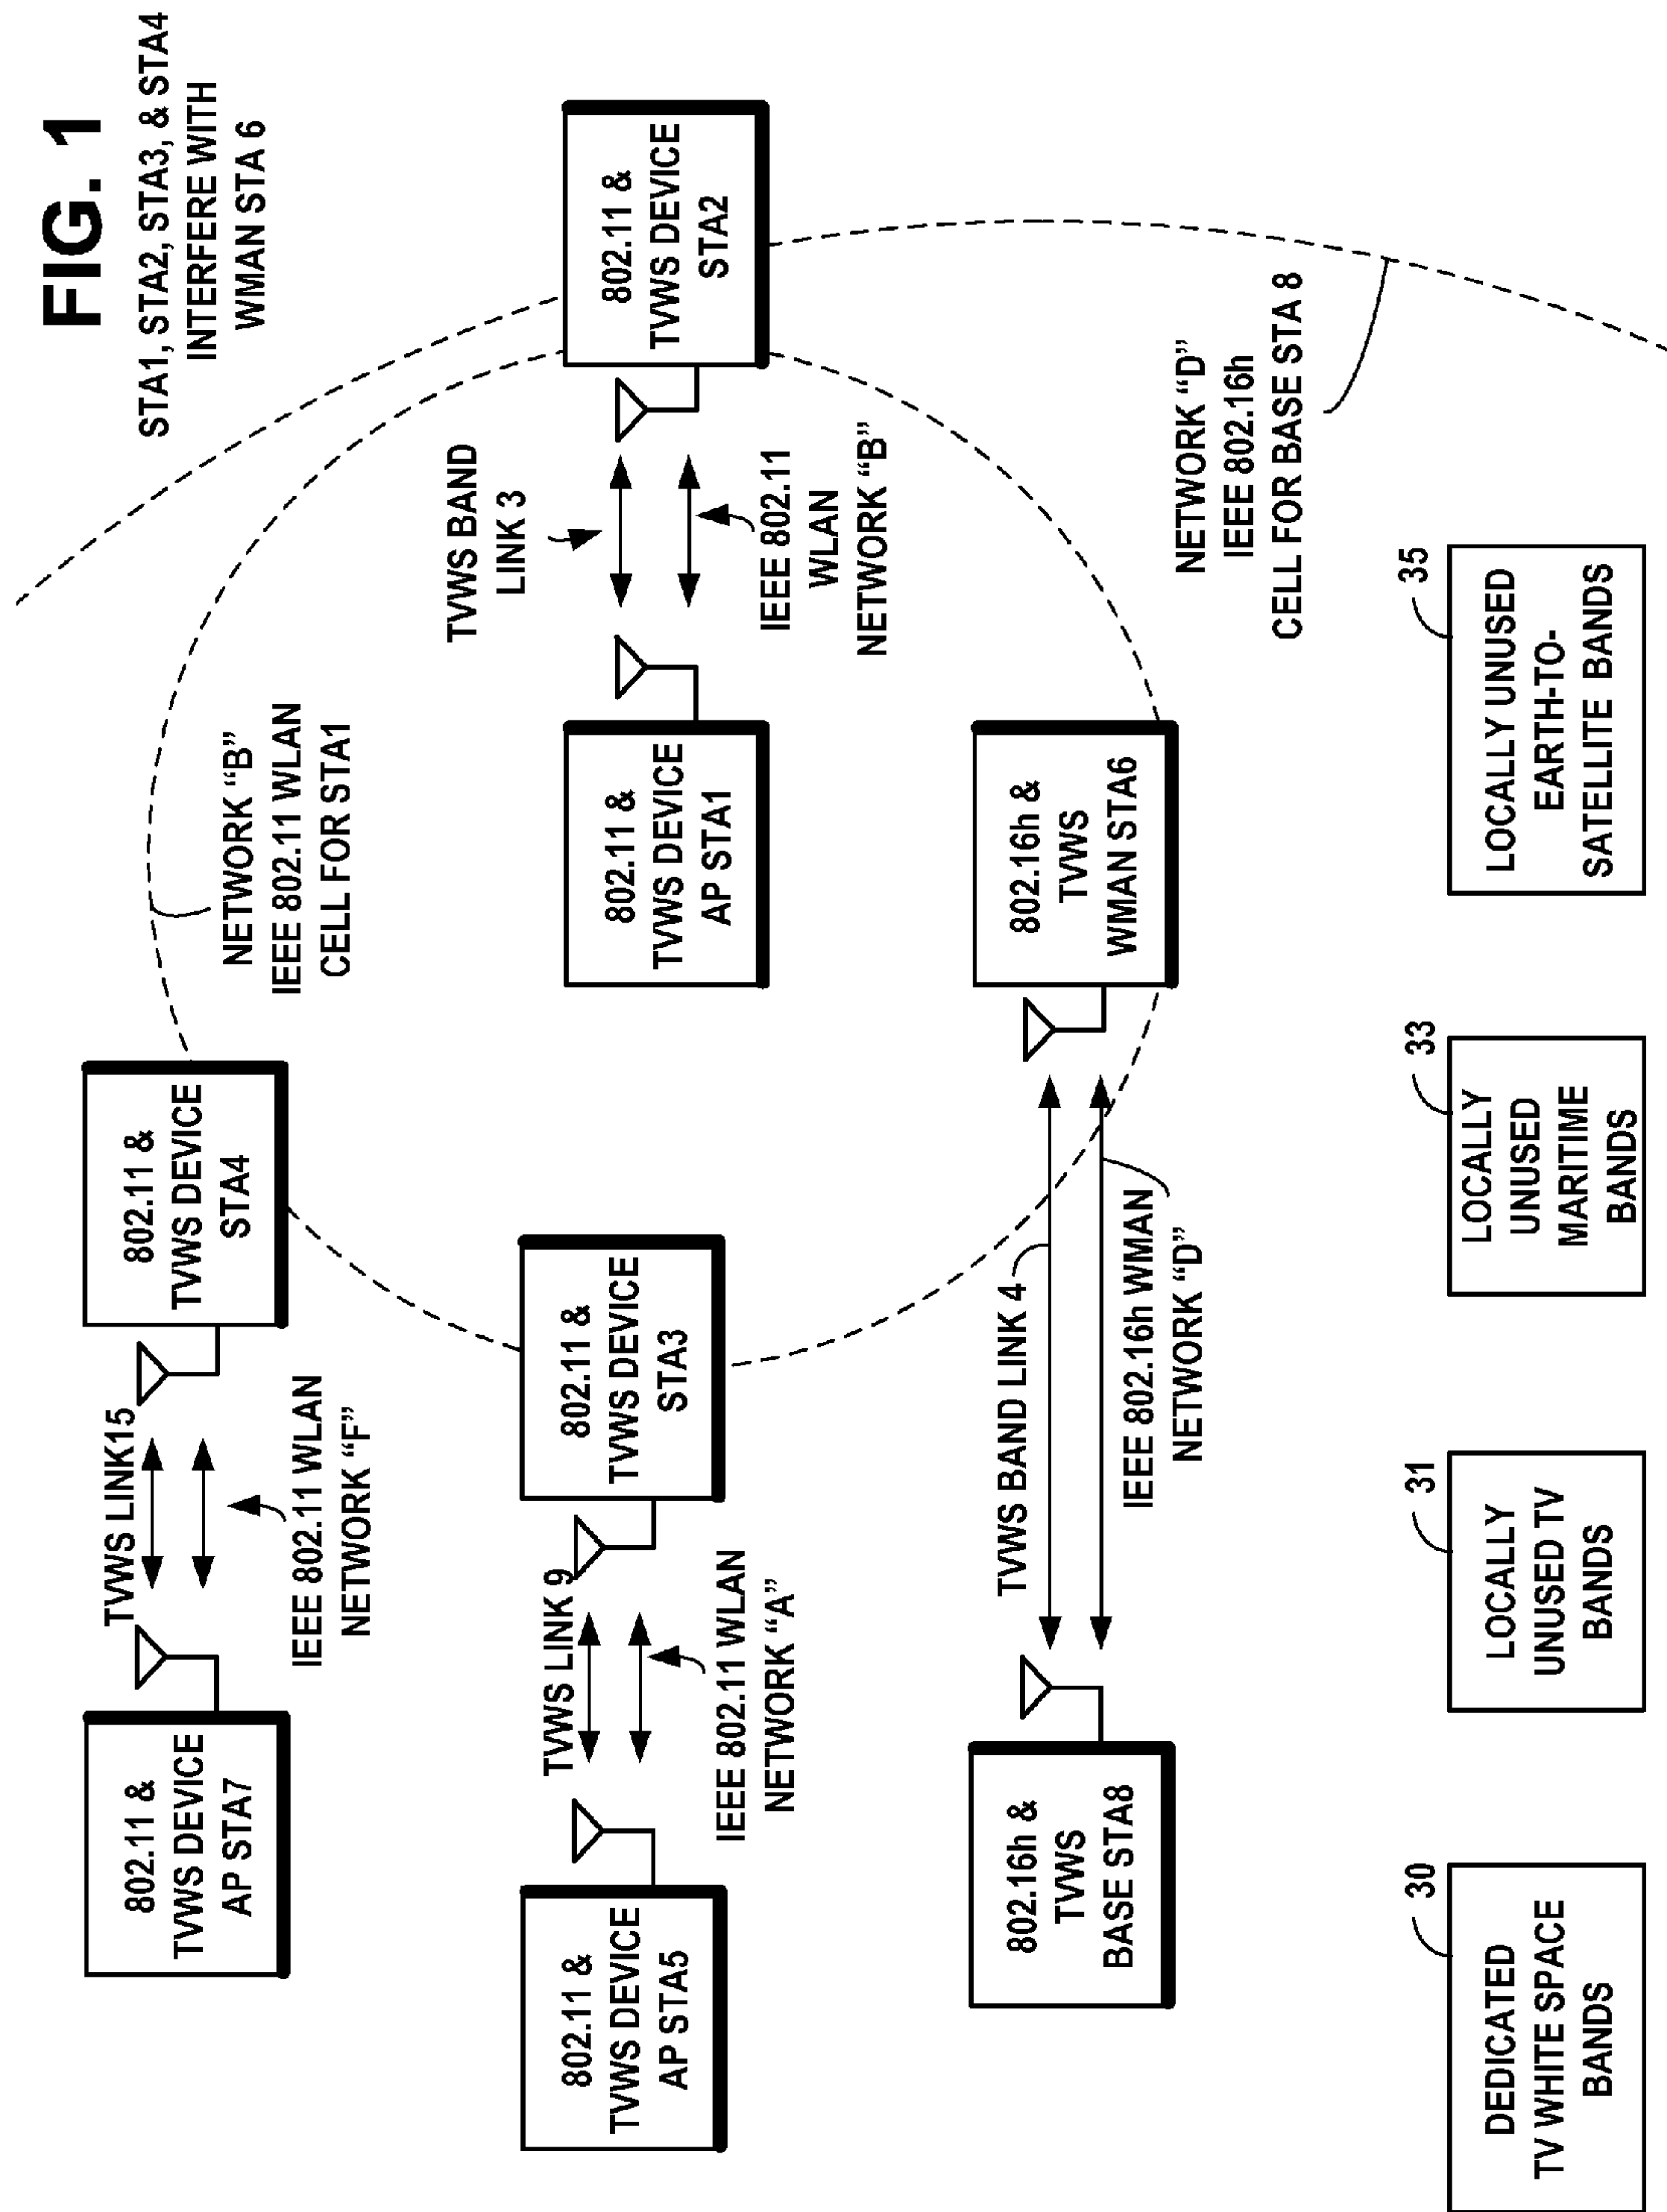 FIG. 1
STA1, STA2, STA3, & STA4
INTERFERE WITH
WMAN STA 6
802.11 &
TVWS DEVICE
AP STA7
TVWS LINK15
IEEE 802.11 WLAN
NETWORK “F”
802.11 &
TVWS DEVICE
STA4
NETWORK “B”
IEEE 802.11 WLAN
CELL FOR STA1
802.11 &
TVWS DEVICE
AP STA5
TVWS LINK 9
IEEE 802.11 WLAN
NETWORK “A”
802.11 &
TVWS DEVICE
STA3
802.11 &
TVWS DEVICE
AP STA1
TVWS BAND
LINK 3
IEEE 802.11
WLAN
NETWORK “B”
802.11 &
TVWS DEVICE
STA2
802.16h &
TVWS
BASE STA8
TVWS BAND LINK 4
IEEE 802.16h WMAN
NETWORK “D”
802.16h &
TVWS
WMAN STA6
NETWORK “D”
IEEE 802.16h
CELL FOR BASE STA 8
30
DEDICATED
TV WHITE SPACE
BANDS
31
LOCALLY
UNUSED TV
BANDS
33
LOCALLY
UNUSED
MARITIME
BANDS
35
LOCALLY UNUSED
EARTH-TO-
SATELLITE BANDS